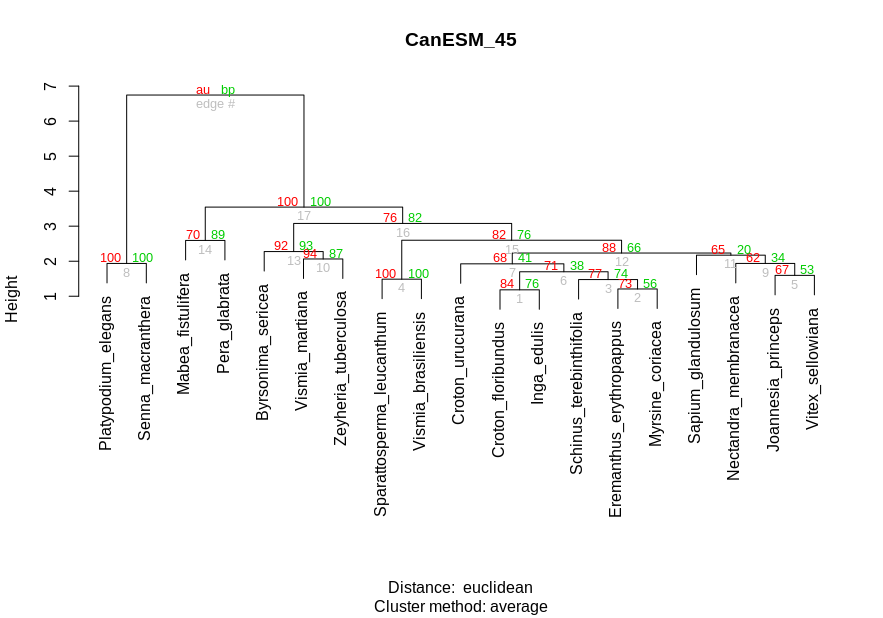 CanESM_45
Height
1 2 3 4 5 6 7
au bp
edge #
100 100
17
76 82
16
70 89
14
92 93
13
94 87
10
100 100
8
82 76
15
88 66
12
65 20
11
62 34
9
67 53
5
68 41
7
71 38
6
77 74
3
73 56
2
84 76
1
100 100
4
Platypodium_elegans
Senna_macranthera
Mabea_fistulifera
Pera_glabrata
Byrsonima_sericea
Vismia_martiana
Zeyheria_tuberculosa
Sparattosperma_leucanthum
Vismia_brasiliensis
Croton_urucurana
Croton_floribundus
Inga_edulis
Schinus_terebinthifolia
Eremanthus_erythropappus
Myrsine_coriacea
Sapium_glandulosum
Nectandra_membranacea
Joannesia_princeps
Vitex_sellowiana
Distance: euclidean
Cluster method: average